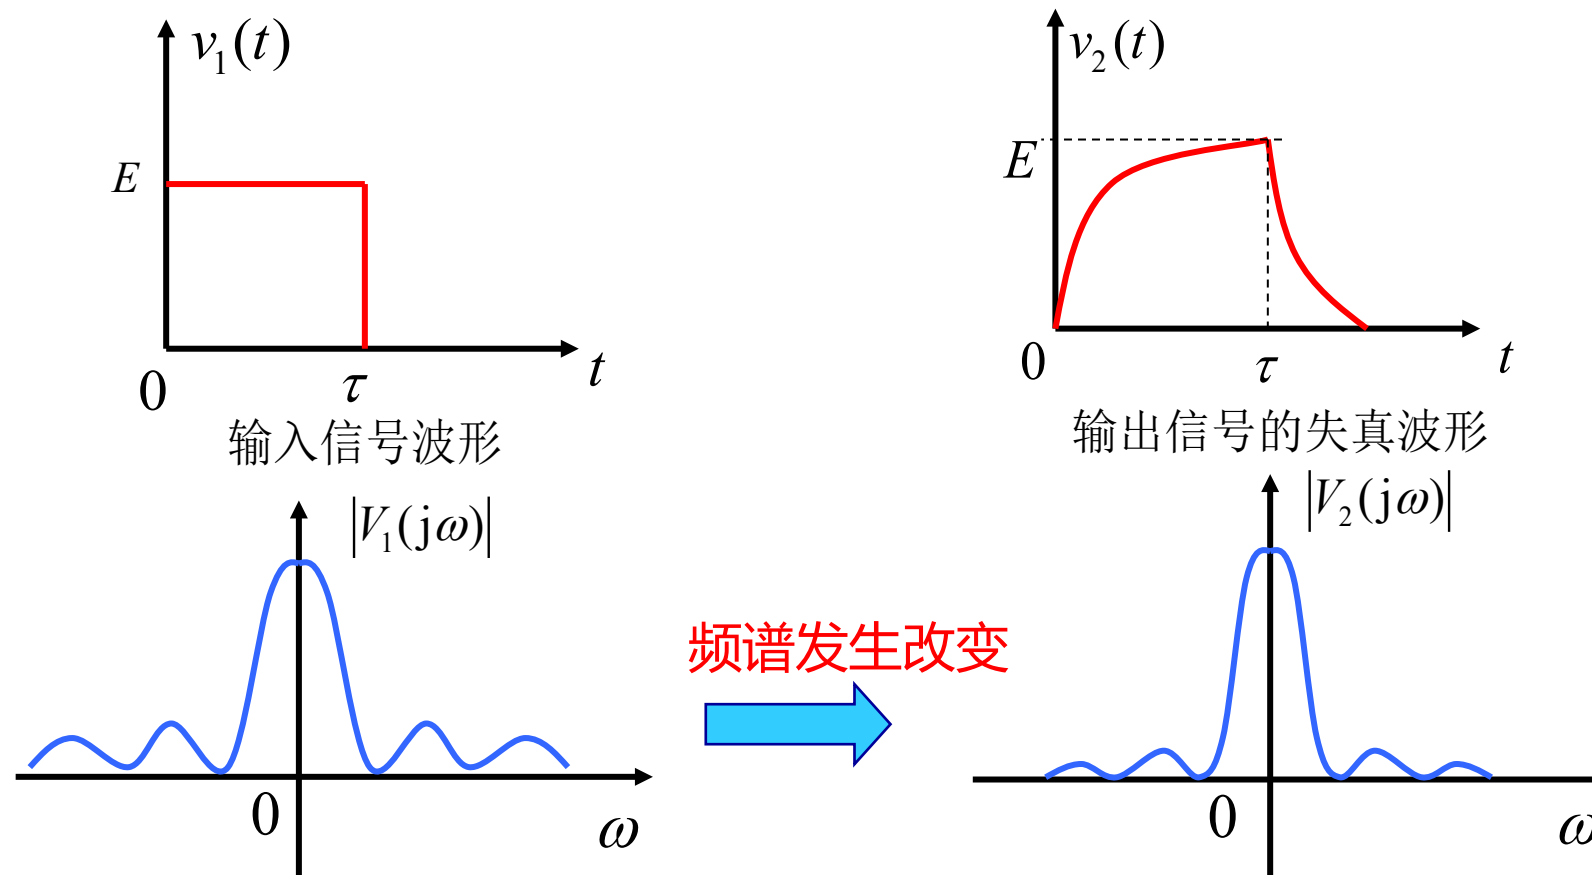 v₁(t)
E
0
τ
t
输入信号波形
v₂(t)
E
0
τ
t
输出信号的失真波形
|V₁(jω)|
0
ω
频谱发生改变
|V₂(jω)|
0
ω